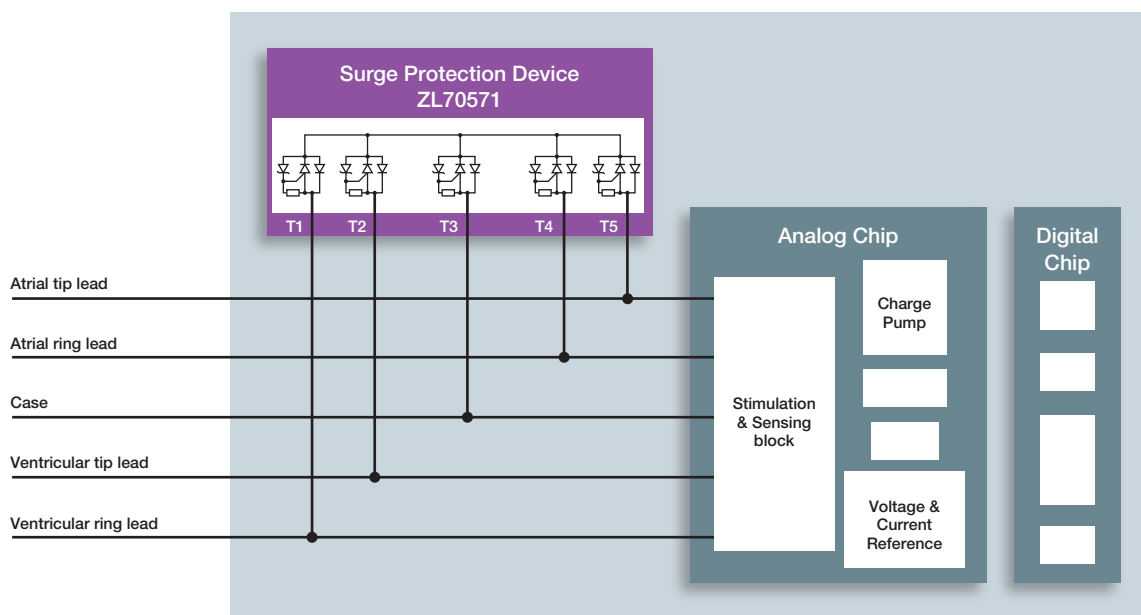 Surge Protection Device
ZL70571
T1
T2
T3
T4
T5
Analog Chip
Digital
Chip
Charge
Pump
Atrial tip lead
Atrial ring lead
Case
Stimulation
& Sensing
block
Ventricular tip lead
Voltage &
Current
Reference
Ventricular ring lead